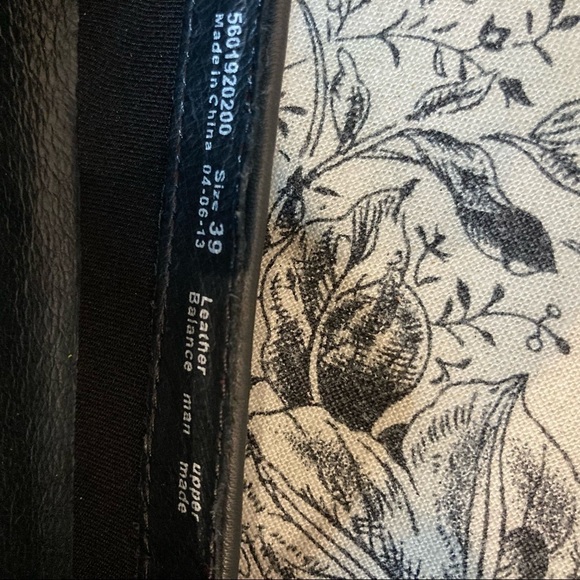 5601920200 Size 39
Made in China 04-06-13
Leather upper
Balance man made